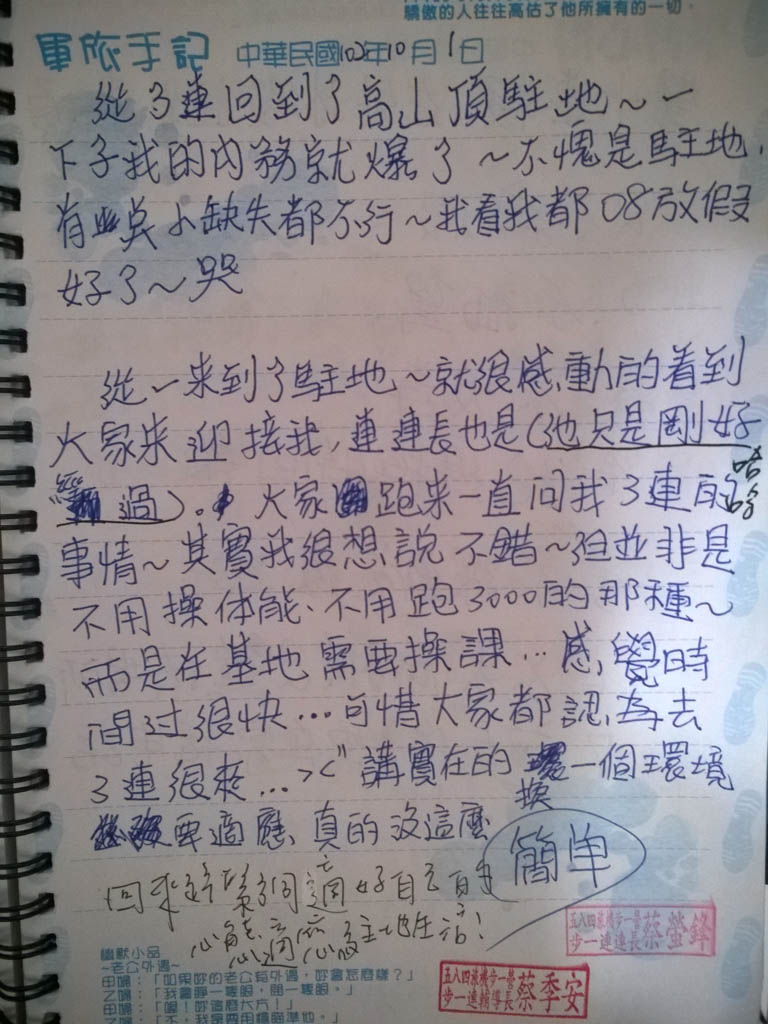 驕傲的人往往高估了他所擁有的一切。
軍旅手記 中華民國102年10月1日
從3連回到了高山頂駐地~一
下子我的內務就爆了~不愧是駐地,
有些莫小缺失都不行~我看我都08放假
好了~哭
從一來到了駐地~就很感動的看到
大家來迎接我,連連長也是(他只是剛好
經過)。大家跑來一直問我3連的
哈哈
事情~其實我很想說不錯~但並非是
不用操体能、不用跑3000的那種~
而是在基地需要操課...感覺時
間过很快...可惜大家都認為去
3連很爽...><"講實在的換一個環境
要適應真的沒這麼
簡單
回來後緊調適好自己的
心態,適應駐地生活!
五八四旅機步一營
步一連連長 蔡螢鋒
五八四旅機步一營
步一連輔導長 蔡季安
幽默小品
~老公外遇~
甲婦:「如果妳的老公有外遇,妳會怎麼樣?」
乙婦:「我會睜一隻眼,閉一隻眼。」
甲婦:「喔!妳這麼大方!」
乙婦:「不,我是要用槍瞄準他。」